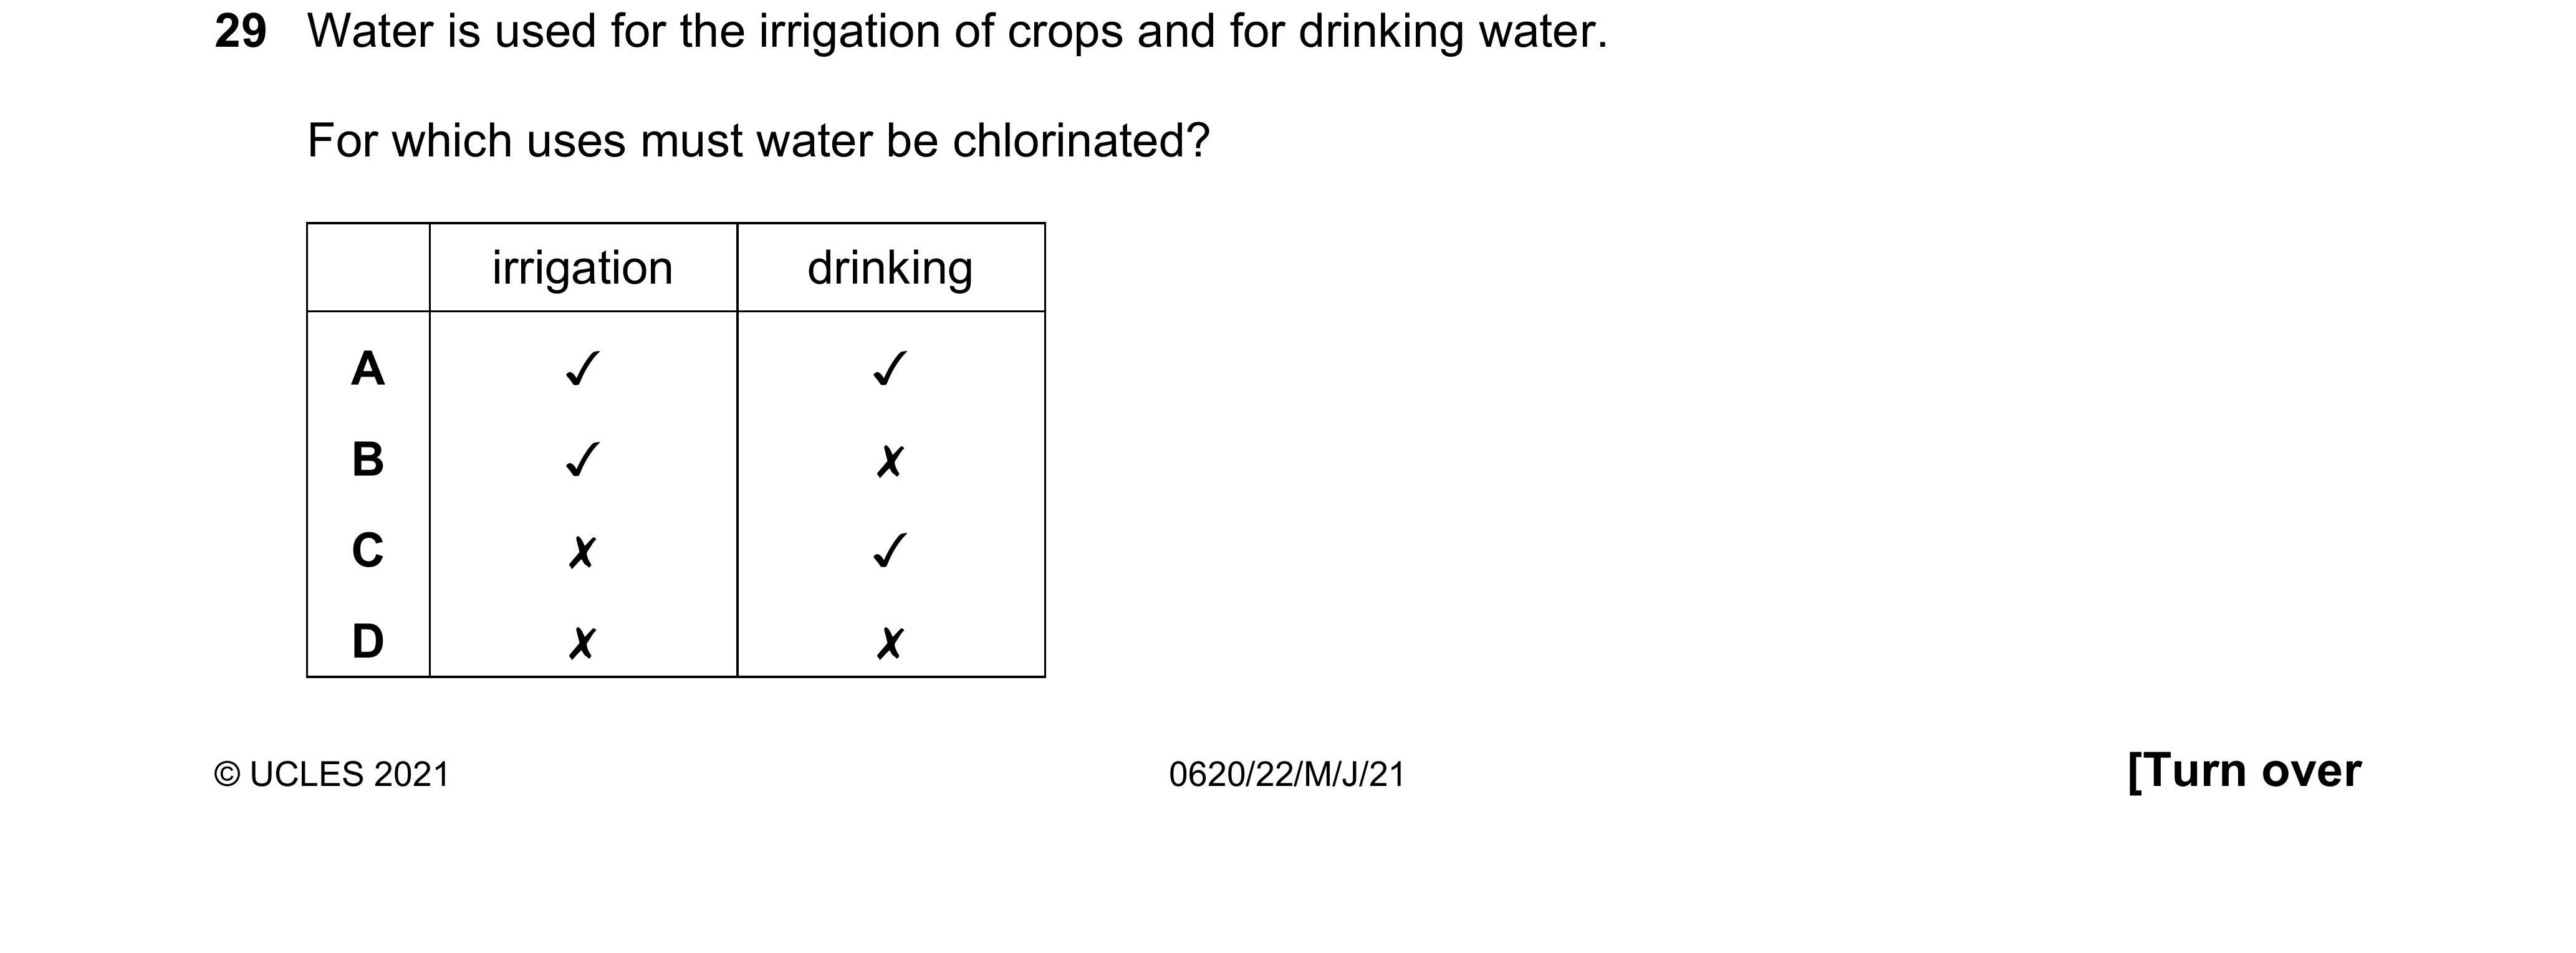 29 Water is used for the irrigation of crops and for drinking water.
For which uses must water be chlorinated?
irrigation drinking
A ✓ ✓
B ✓ ✗
C ✗ ✓
D ✗ ✗
© UCLES 2021 0620/22/M/J/21 [Turn over